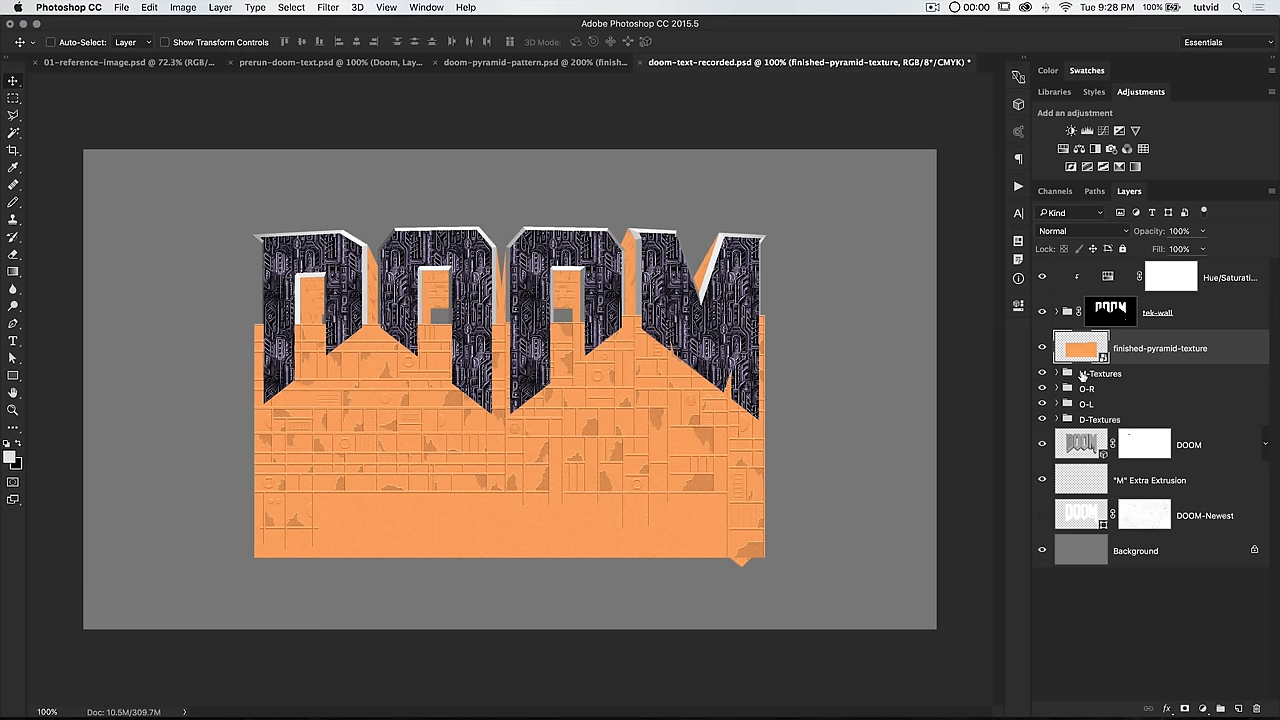 Photoshop CC File Edit Image Layer Type Select Filter 3D View Window Help 00:00 100% Tue 9:28 PM tutvid
Adobe Photoshop CC 2015.5
Auto-Select: Layer Show Transform Controls 3D Mode: Essentials
01-reference-image.psd @ 72.3% (RGB/... prerun-doom-text.psd @ 100% (Doom, Lay... doom-pyramid-pattern.psd @ 200% (finish... doom-text-recorded.psd @ 100% (finished-pyramid-texture, RGB/8*/CMYK) *
Color Swatches
Libraries Styles Adjustments
Add an adjustment
Channels Paths Layers
Kind
Normal Opacity: 100%
Lock: Fill: 100%
Hue/Saturati...
tek-wall
finished-pyramid-texture
M-Textures
O-R
O-L
D-Textures
DOOM
"M" Extra Extrusion
DOOM-Newest
Background
DOOM
100% Doc: 10.5M/309.7M